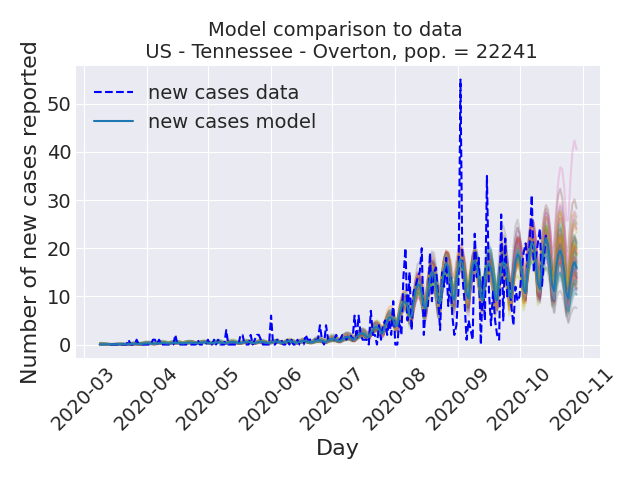 Model comparison to data
US - Tennessee - Overton, pop. = 22241
new cases data
new cases model
Number of new cases reported
50
40
30
20
10
0
2020-03
2020-04
2020-05
2020-06
2020-07
2020-08
2020-09
2020-10
2020-11
Day